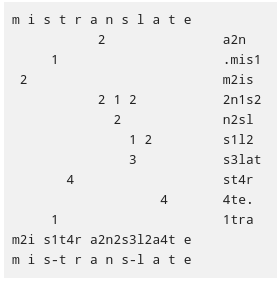 m i s t r a n s l a t e
           2               a2n
     1                     .mis1
 2                         m2is
           2 1 2           2n1s2
             2             n2sl
               1 2         s1l2
               3           s3lat
       4                   st4r
                   4       4te.
     1                     1tra
m2i s1t4r a2n2s3l2a4t e
m i s-t r a n s-l a t e